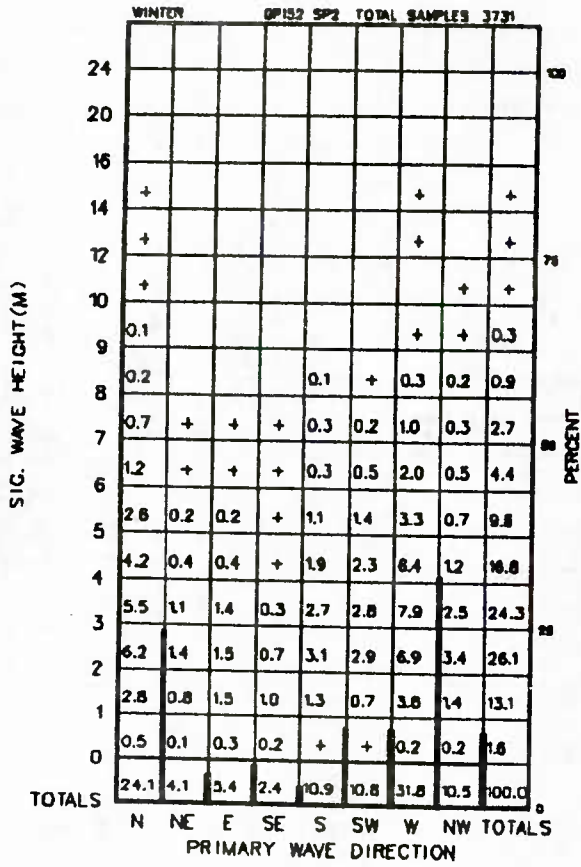 WINTER GP152 SP2 TOTAL SAMPLES 3731
24 100
20
16
+ + +
14
+ + +
12 75
+ + +
10
0.1 + + 0.3
9
0.2 0.1 + 0.3 0.2 0.9
8
0.7 + + + 0.3 0.2 1.0 0.3 2.7
7 50
1.2 + + + 0.3 0.5 2.0 0.5 4.4
6
2.6 0.2 0.2 + 1.1 1.4 3.3 0.7
5
4.2 0.4 0.4 + 1.9 2.3 6.4 1.2
4
5.5 1.1 1.4 0.3 2.7 2.8 7.9 2.5 24.3
3 25
6.2 1.4 1.5 0.7 3.1 2.9 6.9 3.4 26.1
2
2.8 0.8 1.5 1.0 1.3 0.7 1.4 13.1
1
0.5 0.1 0.3 0.2 + + 0.2 0.2 1.6
0
TOTALS 24.1 4.1 5.4 2.4 10.9 10.8 31.8 10.5 100.0 0
N NE E SE S SW W NW TOTALS
PRIMARY WAVE DIRECTION
SIG. WAVE HEIGHT (M)
PERCENT